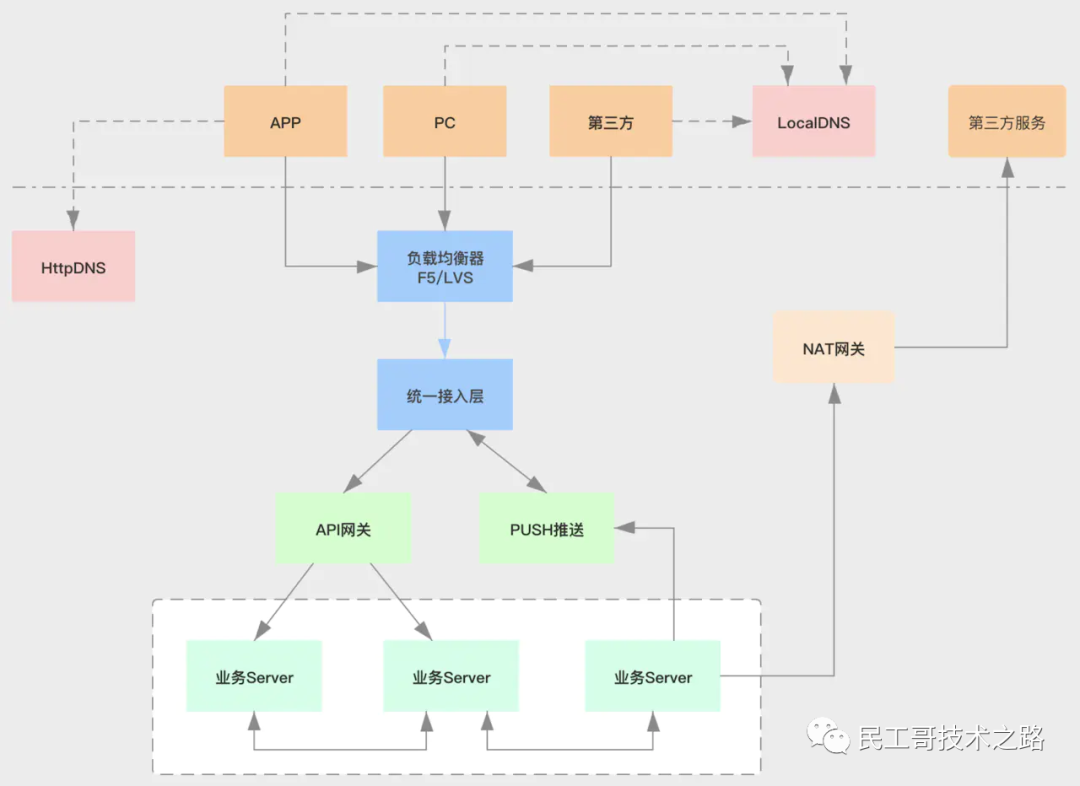 APP
PC
第三方
LocalDNS
第三方服务
HttpDNS
负载均衡器
F5/LVS
NAT网关
统一接入层
API网关
PUSH推送
业务Server
业务Server
业务Server
民工哥技术之路